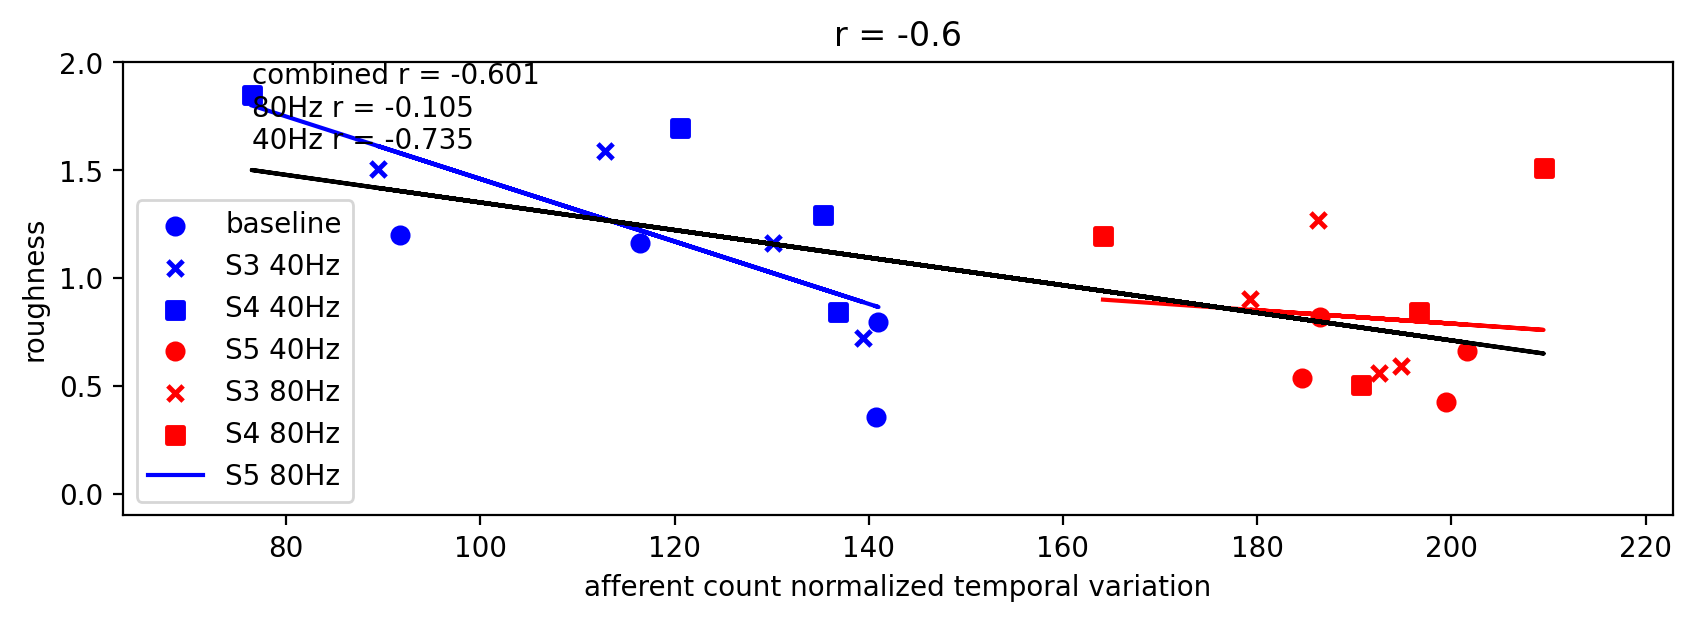 r = -0.6
combined r = -0.601
80Hz r = -0.105
40Hz r = -0.735
2.0
1.5
1.0
0.5
0.0
roughness
baseline
S3 40Hz
S4 40Hz
S5 40Hz
S3 80Hz
S4 80Hz
S5 80Hz
80 100 120 140 160 180 200 220
afferent count normalized temporal variation